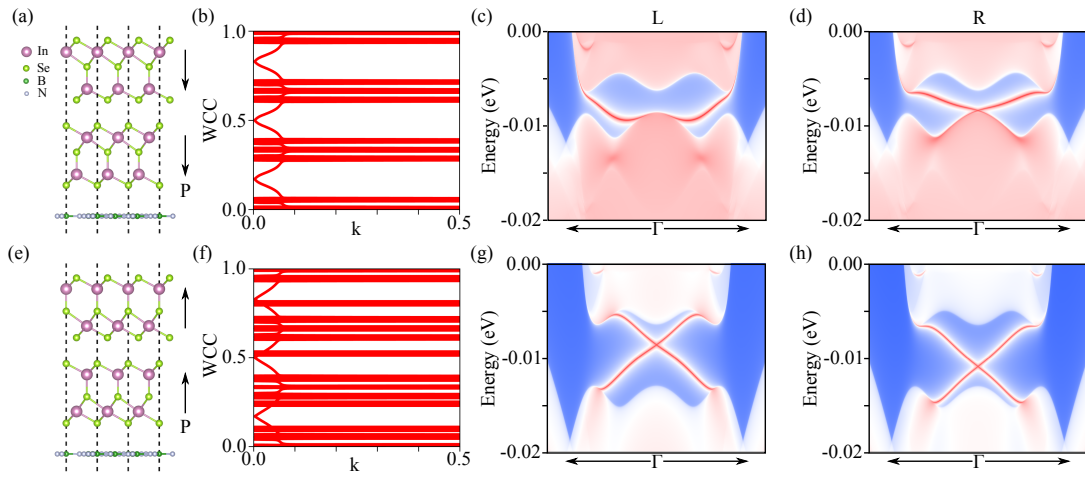 (a)
In
Se
B
N
P
(b)
WCC
1.0
0.5
0.0
0.0
0.5
k
(c)
L
Energy (eV)
0.00
-0.01
-0.02
Γ
(d)
R
Energy (eV)
0.00
-0.01
-0.02
Γ
(e)
P
(f)
WCC
1.0
0.5
0.0
0.0
0.5
k
(g)
Energy (eV)
0.00
-0.01
-0.02
Γ
(h)
Energy (eV)
0.00
-0.01
-0.02
Γ